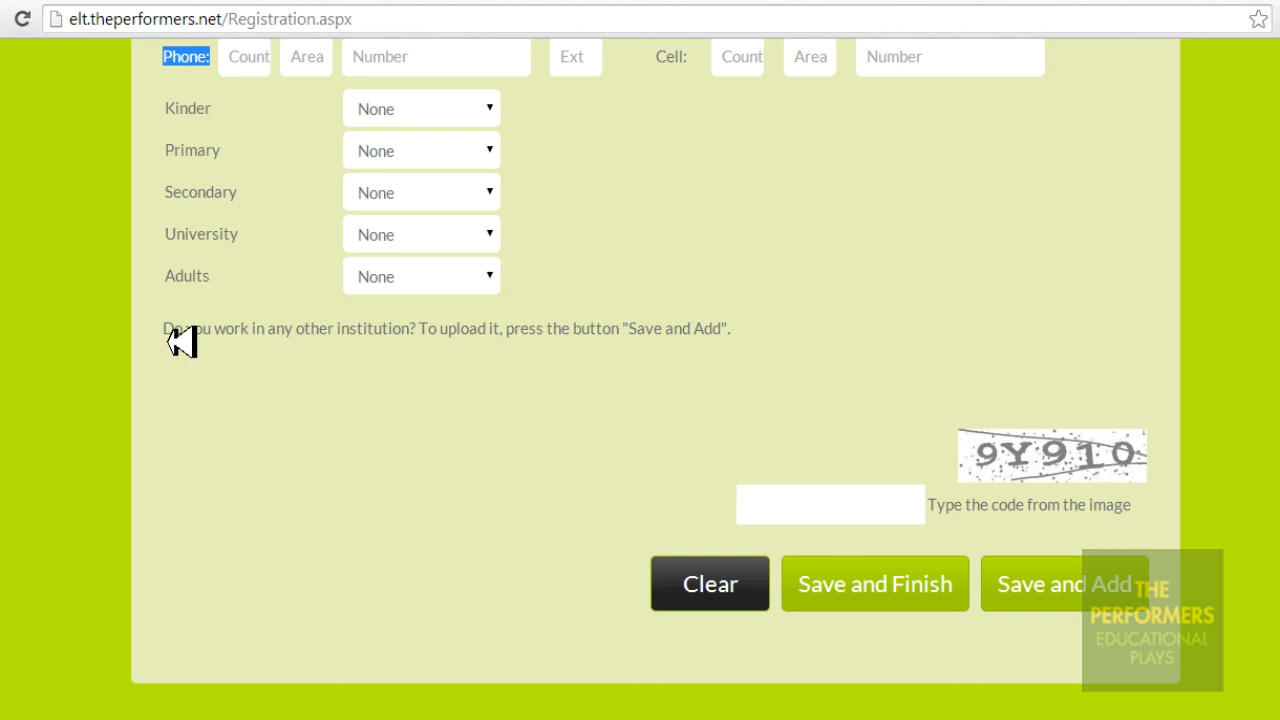 elt.theperformers.net/Registration.aspx
Phone: Count Area Number Ext Cell: Count Area Number
Kinder None
Primary None
Secondary None
University None
Adults None
Do you work in any other institution? To upload it, press the button "Save and Add".
9Y910
Type the code from the image
Clear Save and Finish Save and Add
THE
PERFORMERS
EDUCATIONAL
PLAYS